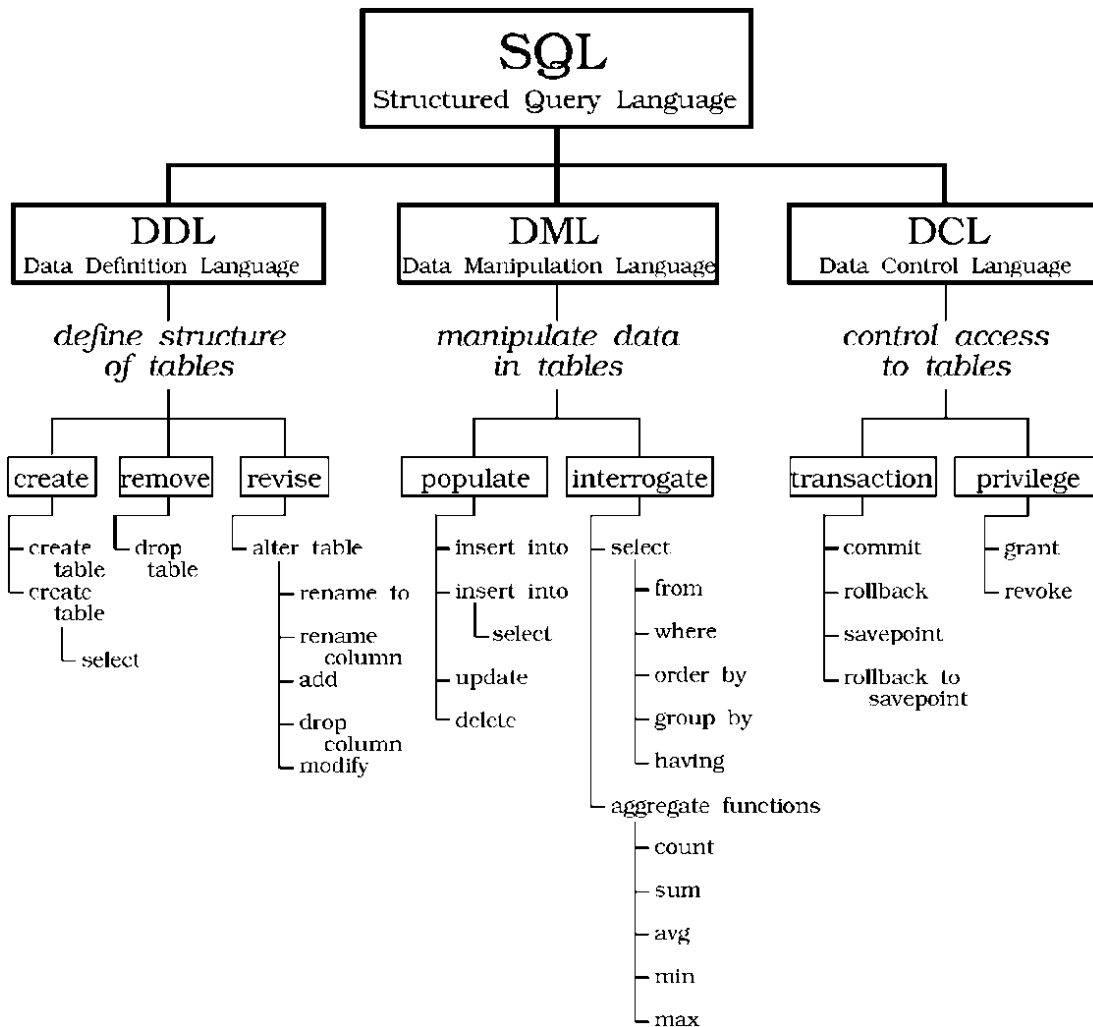 SQL
Structured Query Language
DDL
Data Definition Language
DML
Data Manipulation Language
DCL
Data Control Language
define structure
of tables
manipulate data
in tables
control access
to tables
create
remove
revise
populate
interrogate
transaction
privilege
create
table
create
table
select
drop
table
alter table
rename to
rename
column
add
drop
column
modify
insert into
insert into
select
update
delete
select
from
where
order by
group by
having
aggregate functions
count
sum
avg
min
max
commit
rollback
savepoint
rollback to
savepoint
grant
revoke